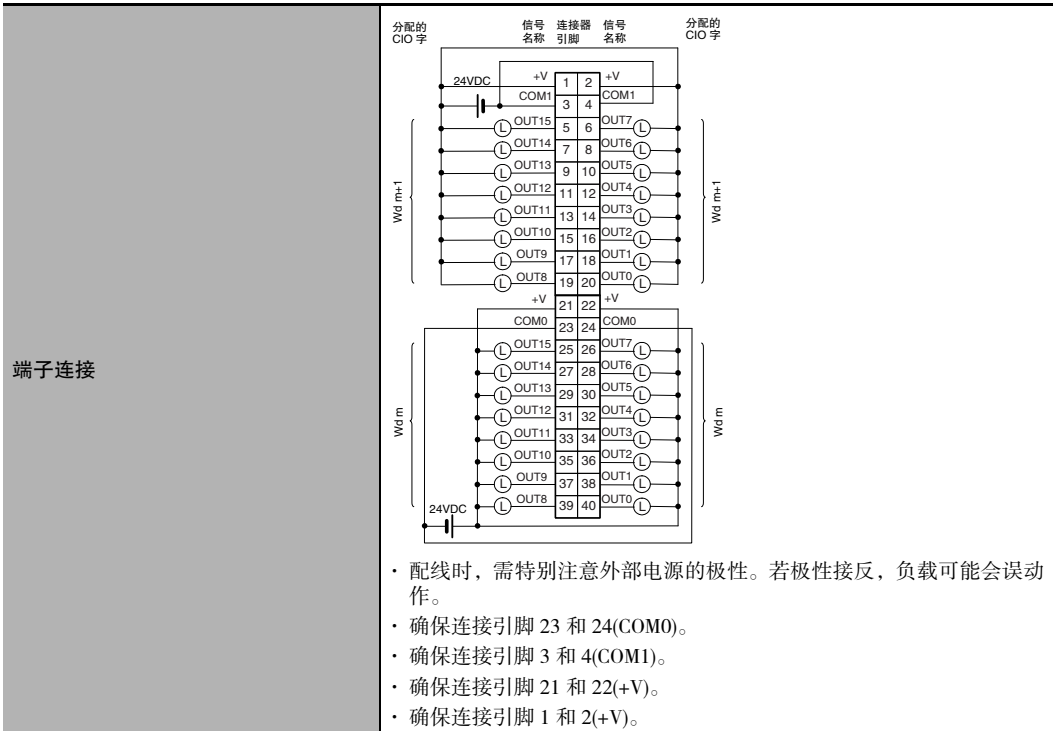 端子连接
分配的 信号 连接器 信号 分配的
CIO 字 名称 引脚 名称 CIO 字
24VDC +V 1 2 +V
COM1 3 4 COM1
OUT15 5 6 OUT7
L L
OUT14 7 8 OUT6
L L
OUT13 9 10 OUT5
L L
OUT12 11 12 OUT4
L L
Wd m+1 Wd m+1
OUT11 13 14 OUT3
L L
OUT10 15 16 OUT2
L L
OUT9 17 18 OUT1
L L
OUT8 19 20 OUT0
L L
+V 21 22 +V
COM0 23 24 COM0
OUT15 25 26 OUT7
L L
OUT14 27 28 OUT6
L L
OUT13 29 30 OUT5
L L
OUT12 31 32 OUT4
L L
Wd m Wd m
OUT11 33 34 OUT3
L L
OUT10 35 36 OUT2
L L
OUT9 37 38 OUT1
L L
OUT8 39 40 OUT0
L L
24VDC
· 配线时，需特别注意外部电源的极性。若极性接反，负载可能会误动
作。
· 确保连接引脚 23 和 24(COM0)。
· 确保连接引脚 3 和 4(COM1)。
· 确保连接引脚 21 和 22(+V)。
· 确保连接引脚 1 和 2(+V)。